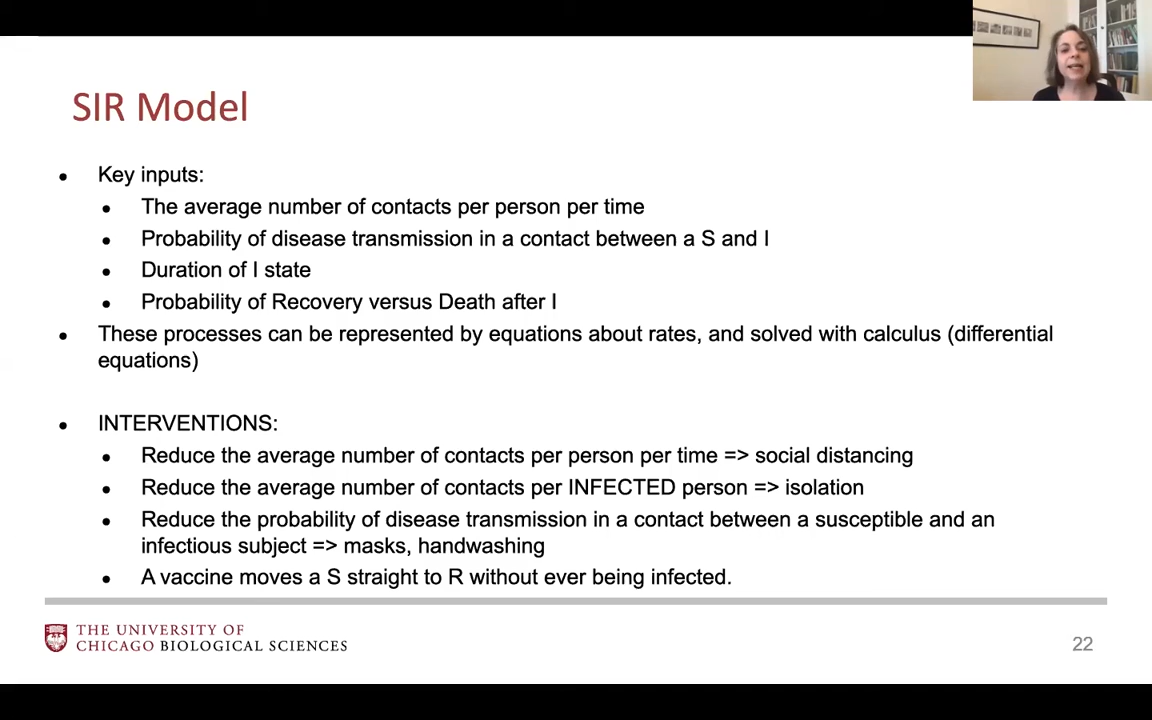 SIR Model
• Key inputs:
• The average number of contacts per person per time
• Probability of disease transmission in a contact between a S and I
• Duration of I state
• Probability of Recovery versus Death after I
• These processes can be represented by equations about rates, and solved with calculus (differential
equations)
• INTERVENTIONS:
• Reduce the average number of contacts per person per time => social distancing
• Reduce the average number of contacts per INFECTED person => isolation
• Reduce the probability of disease transmission in a contact between a susceptible and an
infectious subject => masks, handwashing
• A vaccine moves a S straight to R without ever being infected.
THE UNIVERSITY OF
CHICAGO BIOLOGICAL SCIENCES
22